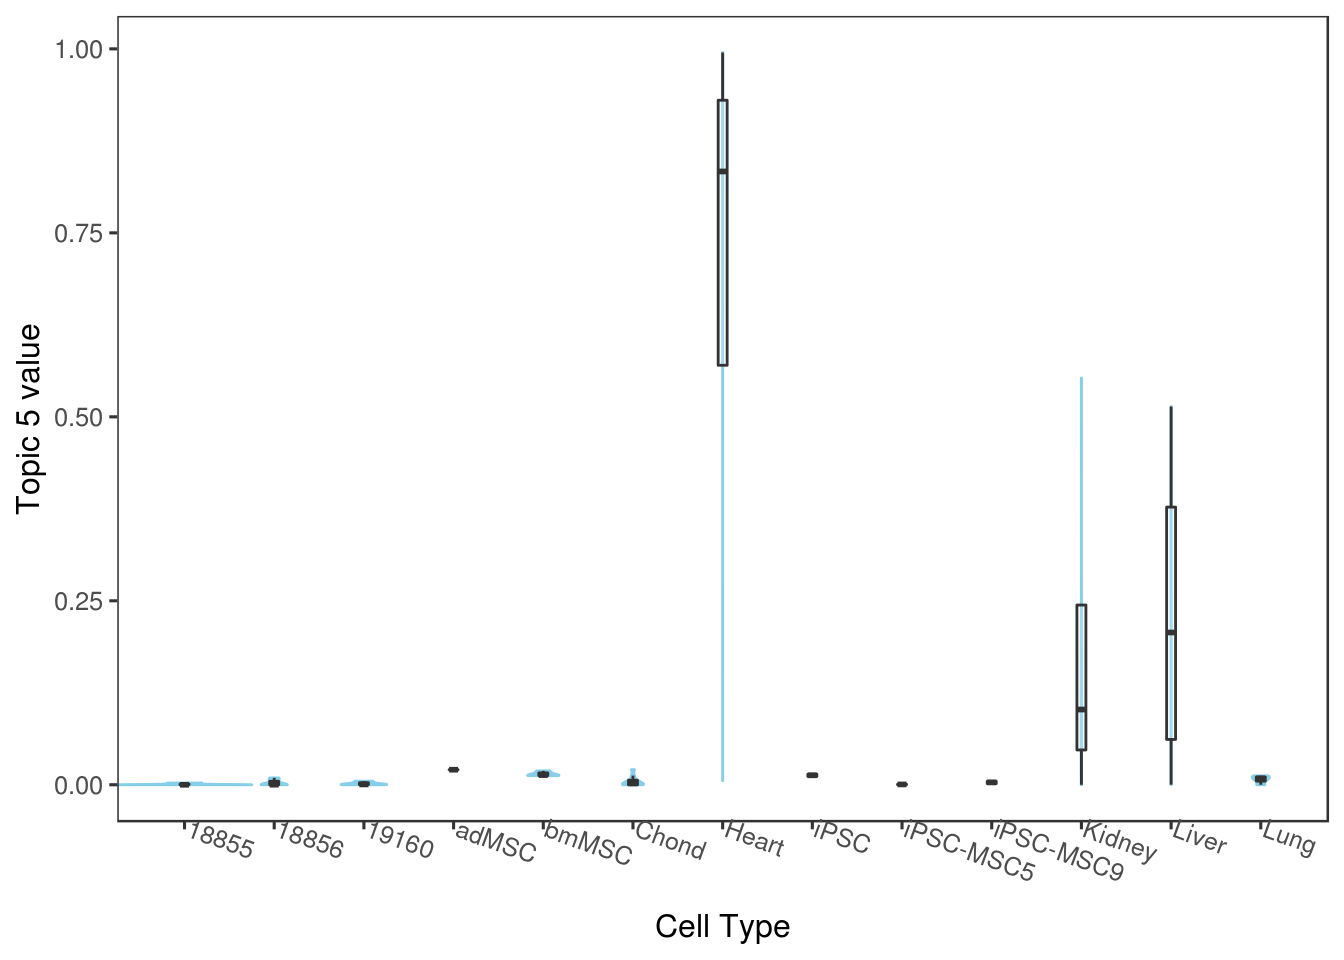 1.00
0.75
0.50
0.25
0.00
Topic 5 value
18855
18856
19160
adMSC
bmMSC
Chond
Heart
iPSC
iPSC-MSC5
iPSC-MSC9
Kidney
Liver
Lung
Cell Type